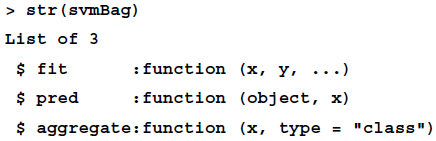 > str(svmBag)
List of 3
 $ fit      :function (x, y, ...)
 $ pred     :function (object, x)
 $ aggregate:function (x, type = "class")